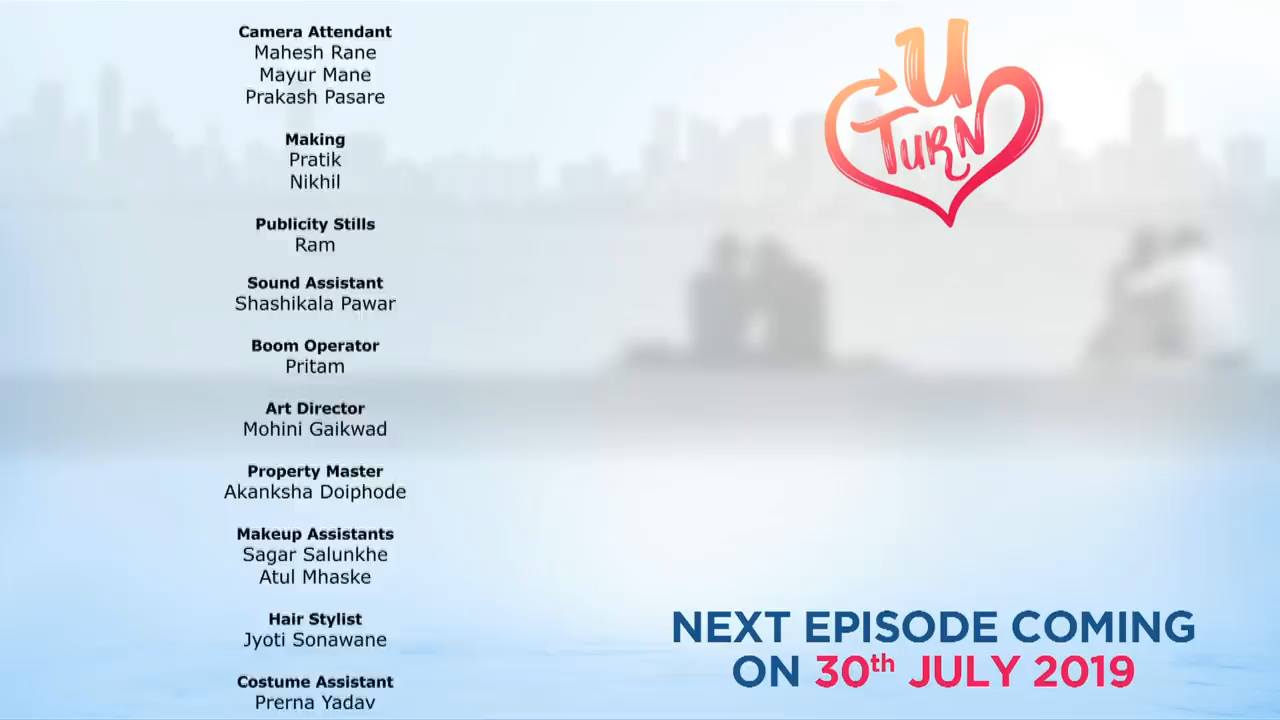 Camera Attendant
Mahesh Rane
Mayur Mane
Prakash Pasare
Making
Pratik
Nikhil
Publicity Stills
Ram
Sound Assistant
Shashikala Pawar
Boom Operator
Pritam
Art Director
Mohini Gaikwad
Property Master
Akanksha Doiphode
Makeup Assistants
Sagar Salunkhe
Atul Mhaske
Hair Stylist
Jyoti Sonawane
Costume Assistant
Prerna Yadav
U
TURN
NEXT EPISODE COMING
ON 30th JULY 2019